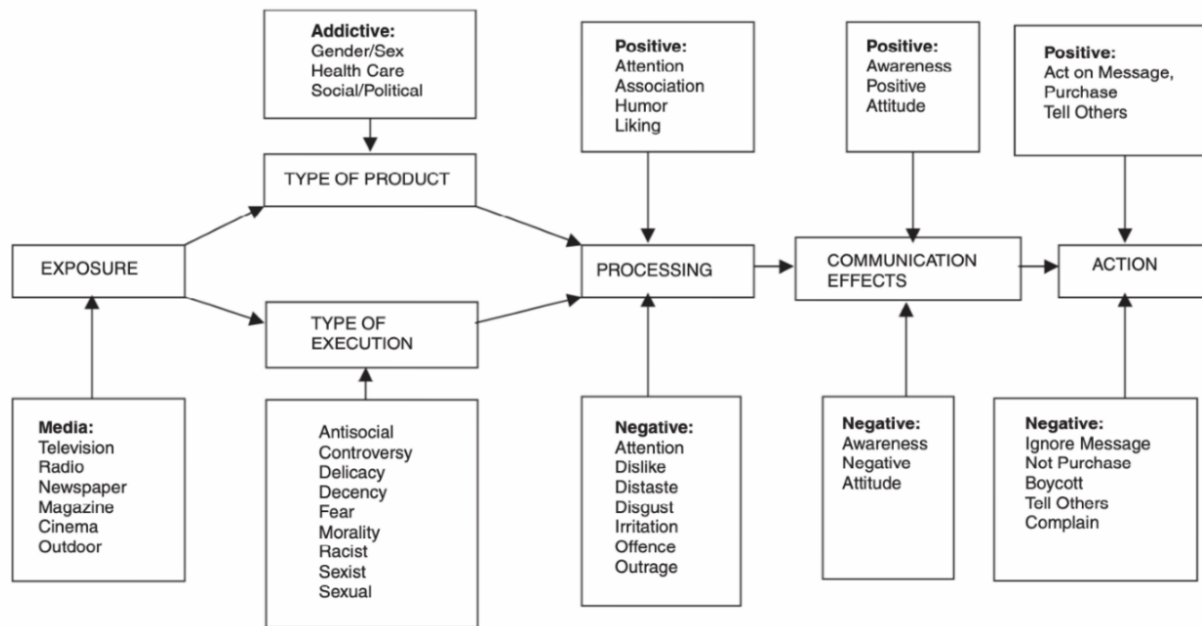 Addictive:
Gender/Sex
Health Care
Social/Political
Positive:
Attention
Association
Humor
Liking
Positive:
Awareness
Positive
Attitude
Positive:
Act on Message,
Purchase
Tell Others
TYPE OF PRODUCT
EXPOSURE
PROCESSING
COMMUNICATION
EFFECTS
ACTION
TYPE OF
EXECUTION
Media:
Television
Radio
Newspaper
Magazine
Cinema
Outdoor
Antisocial
Controversy
Delicacy
Decency
Fear
Morality
Racist
Sexist
Sexual
Negative:
Attention
Dislike
Distaste
Disgust
Irritation
Offence
Outrage
Negative:
Awareness
Negative
Attitude
Negative:
Ignore Message
Not Purchase
Boycott
Tell Others
Complain